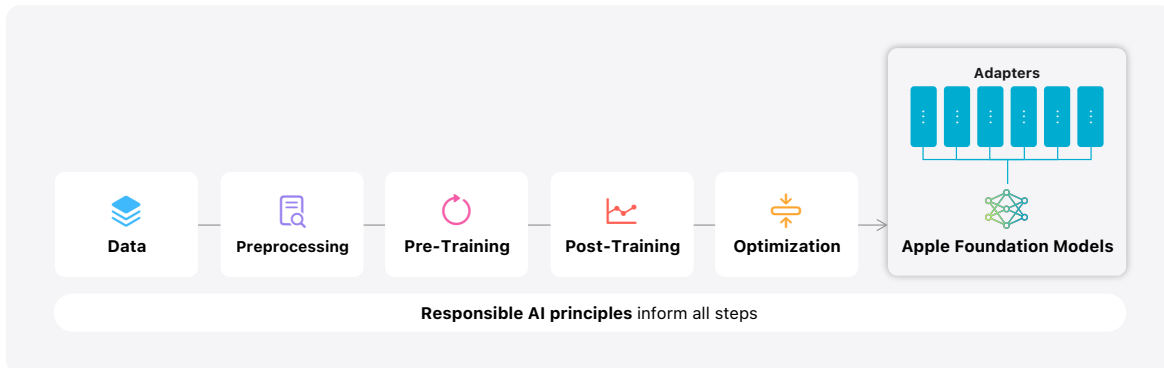 Adapters
Data
Preprocessing
Pre-Training
Post-Training
Optimization
Apple Foundation Models
Responsible AI principles inform all steps